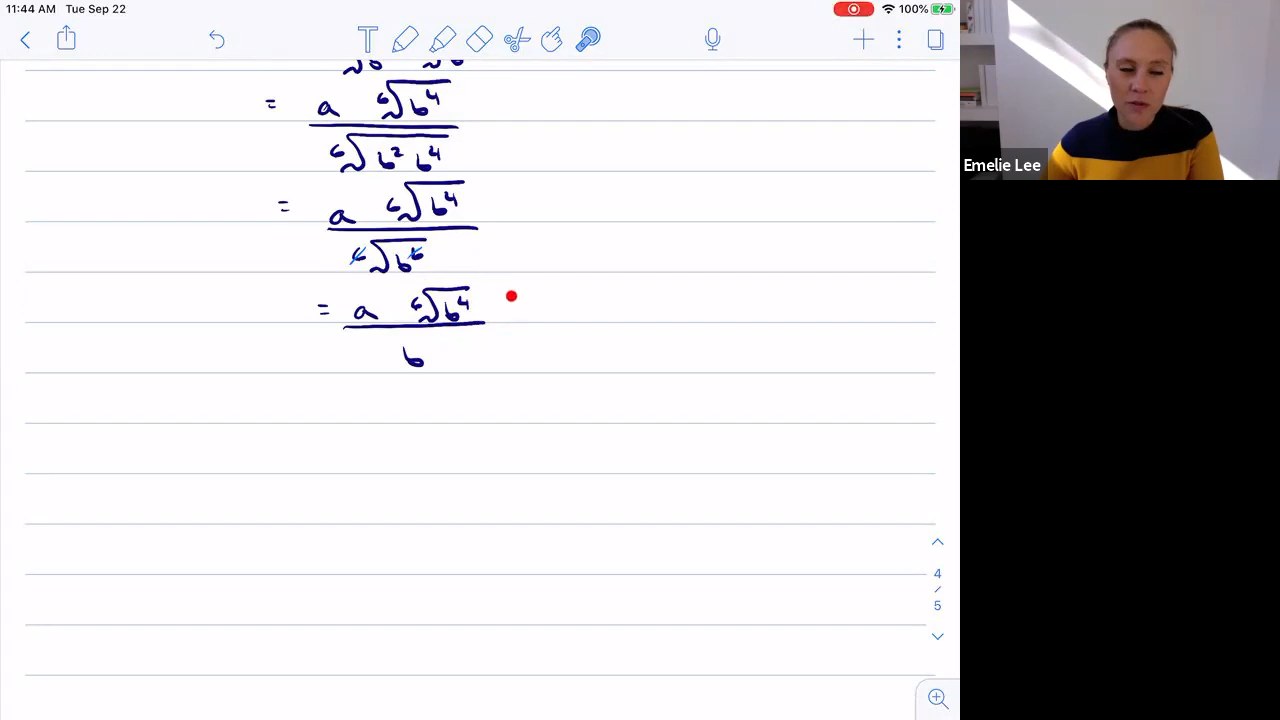 11:44 AM Tue Sep 22 100%
= a ⁶√b⁴
⁶√b² b⁴
= a ⁶√b⁴
⁶√b⁶
= a ⁶√b⁴
b
Emelie Lee
4
/
5